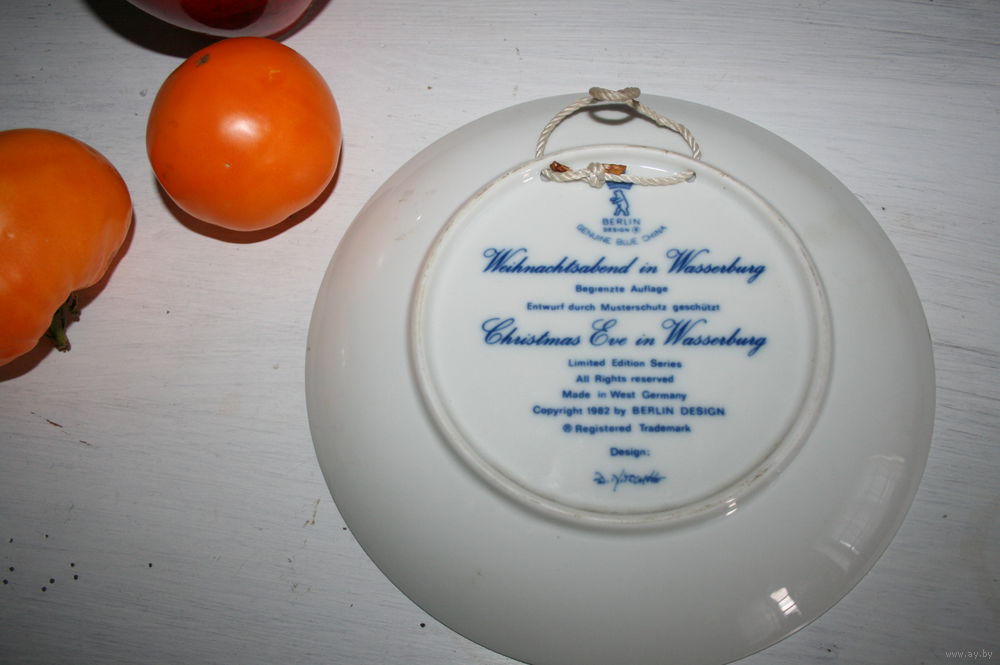 BERLIN
DESIGN ®
GENUINE BLUE CHINA
Weihnachtsabend in Wasserburg
Begrenzte Auflage
Entwurf durch Musterschutz geschützt
Christmas Eve in Wasserburg
Limited Edition Series
All Rights reserved
Made in West Germany
Copyright 1982 by BERLIN DESIGN
® Registered Trademark
Design:
www.ay.by